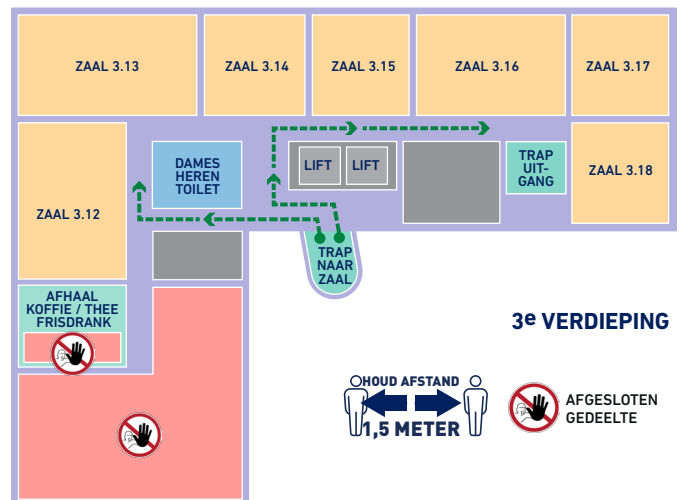 ZAAL 3.13
ZAAL 3.14
ZAAL 3.15
ZAAL 3.16
ZAAL 3.17
DAMES
HEREN
TOILET
LIFT
LIFT
TRAP
UIT-
GANG
ZAAL 3.18
ZAAL 3.12
TRAP
NAAR
ZAAL
AFHAAL
KOFFIE / THEE
FRISDRANK
3e VERDIEPING
HOUD AFSTAND
1,5 METER
AFGESLOTEN
GEDEELTE